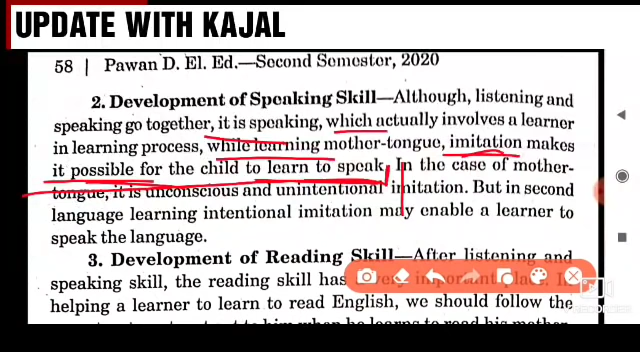 UPDATE WITH KAJAL
58 | Pawan D. El. Ed.—Second Semester, 2020
2. Development of Speaking Skill—Although, listening and
speaking go together, it is speaking, which actually involves a learner
in learning process, while learning mother-tongue, imitation makes
it possible for the child to learn to speak. In the case of mother-
tongue, it is unconscious and unintentional imitation. But in second
language learning intentional imitation may enable a learner to
speak the language.
3. Development of Reading Skill—After listening and
speaking skill, the reading skill has very important place. In
helping a learner to learn to read English, we should follow the